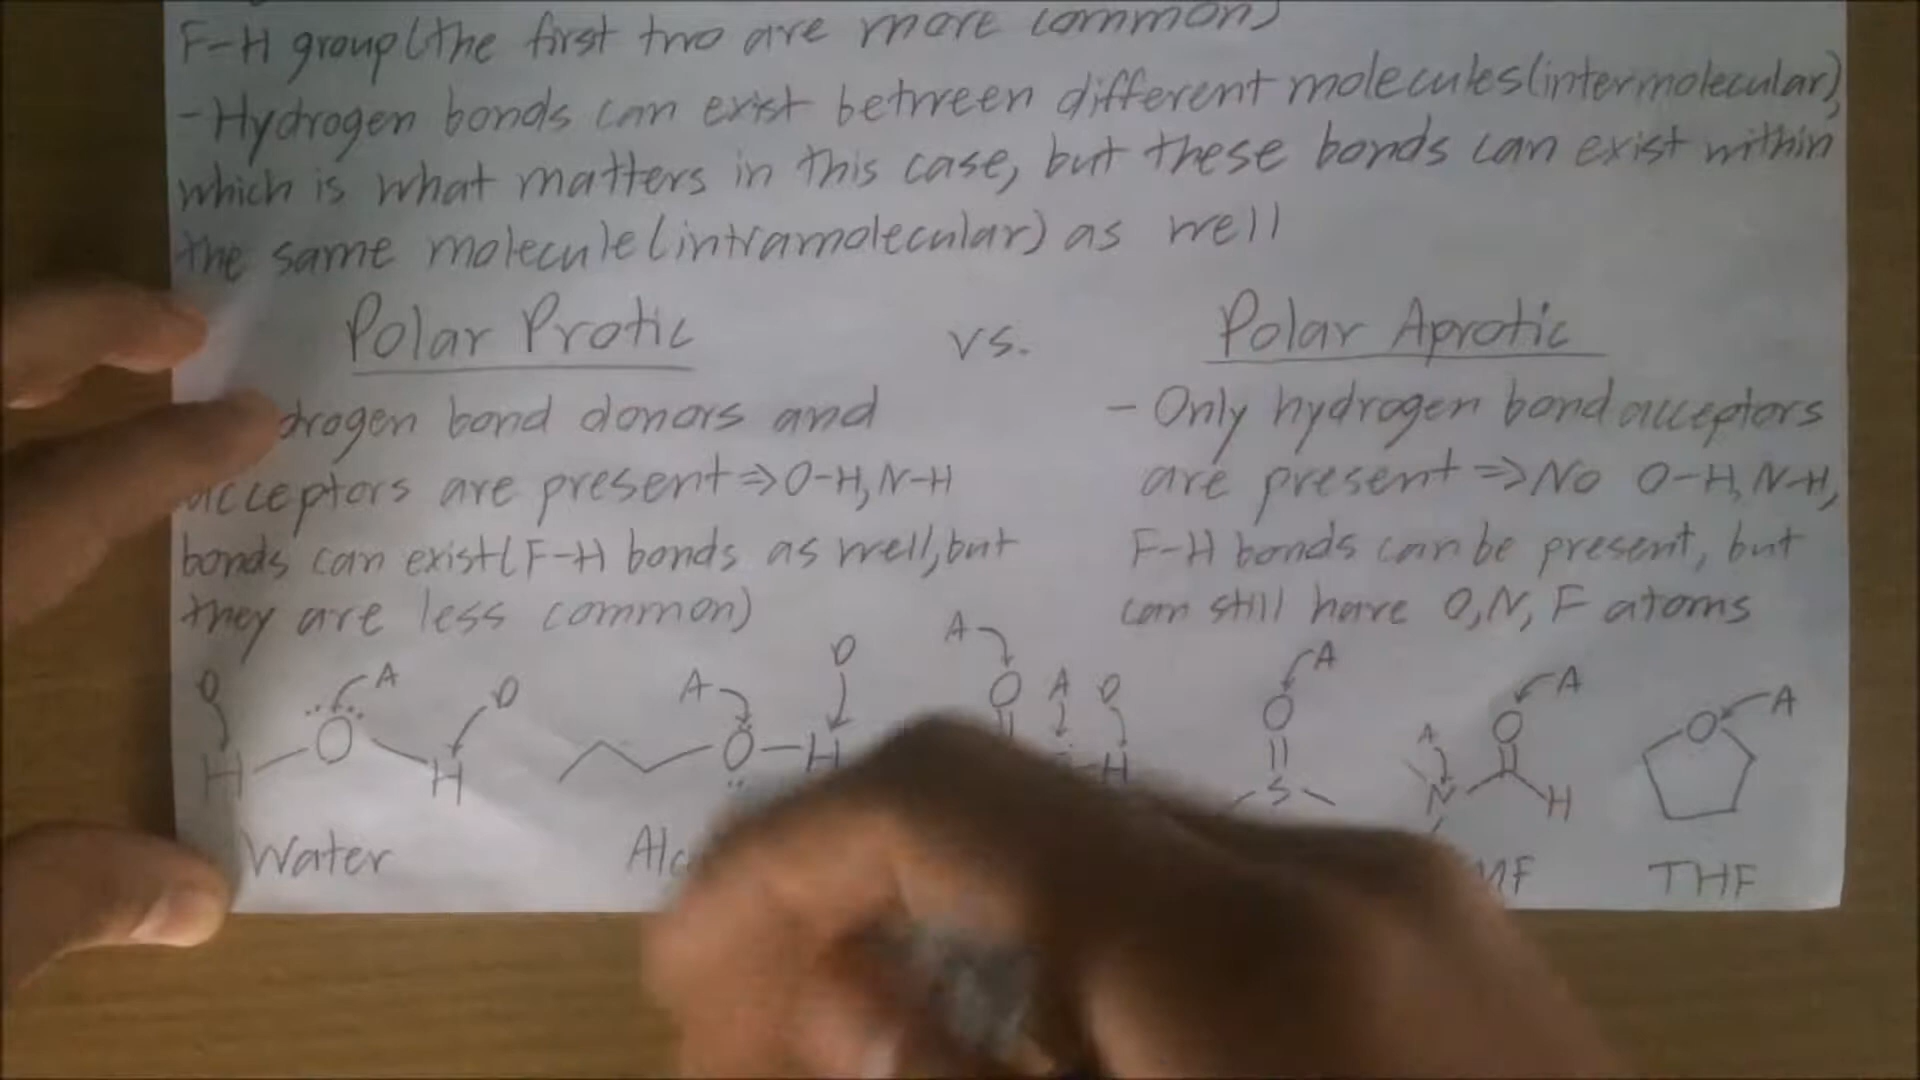 F-H group(the first two are more common)
-Hydrogen bonds can exist between different molecules(intermolecular),
which is what matters in this case, but these bonds can exist within
the same molecule(intramolecular) as well
Polar Protic vs. Polar Aprotic
drogen bond donors and
acceptors are present⇒O-H,N-H
bonds can exist(F-H bonds as well,but
they are less common)
- Only hydrogen bond acceptors
are present⇒No O-H,N-H,
F-H bonds can be present, but
can still have O,N,F atoms
D A D
H O H
A D
O-H
A A D
O H
A
O
S
A A
O
N H
A
O
Water
THF